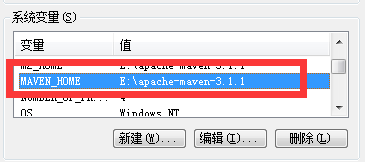 系统变量(S)
变量 值
M2_HOME E:\apache-maven-3.1.1
MAVEN_HOME E:\apache-maven-3.1.1
NUMBER_OF_PR... 4
OS Windows_NT
新建(W)... 编辑(I)... 删除(L)